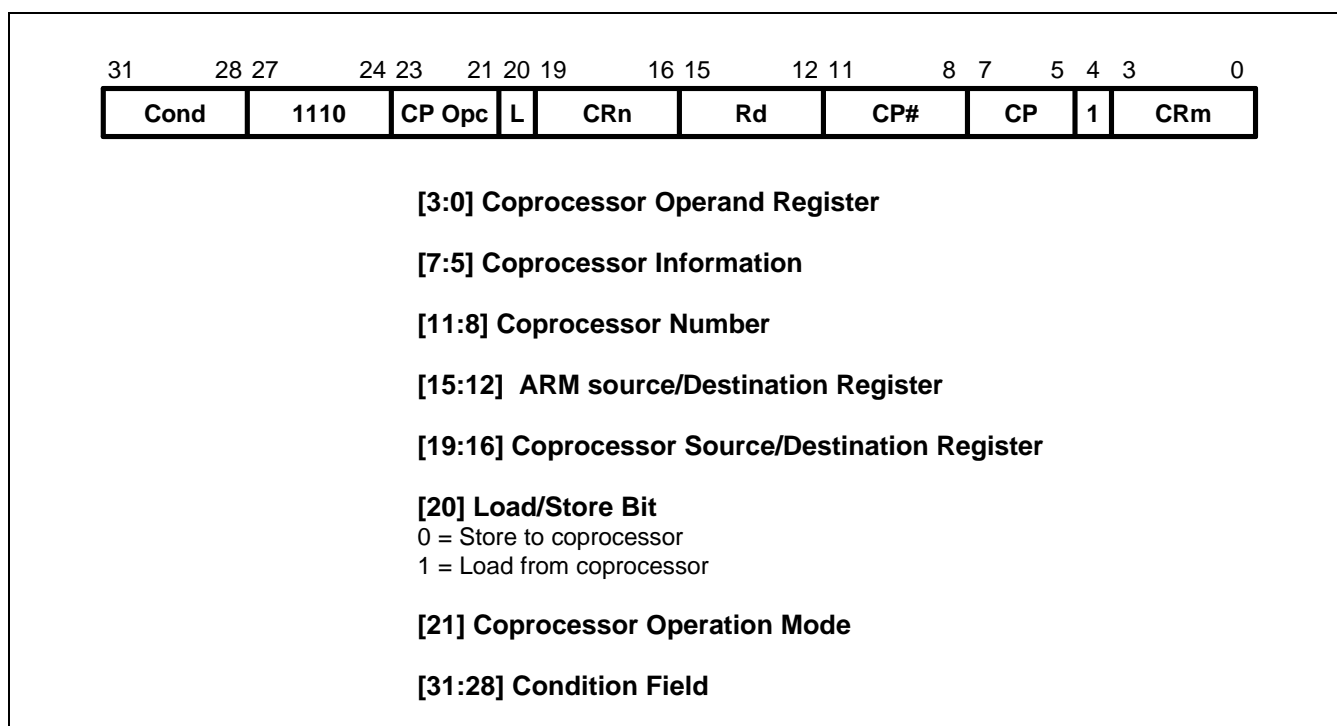 31 28 27 24 23 21 20 19 16 15 12 11 8 7 5 4 3 0
Cond 1110 CP Opc L CRn Rd CP# CP 1 CRm
[3:0] Coprocessor Operand Register
[7:5] Coprocessor Information
[11:8] Coprocessor Number
[15:12] ARM source/Destination Register
[19:16] Coprocessor Source/Destination Register
[20] Load/Store Bit
0 = Store to coprocessor
1 = Load from coprocessor
[21] Coprocessor Operation Mode
[31:28] Condition Field